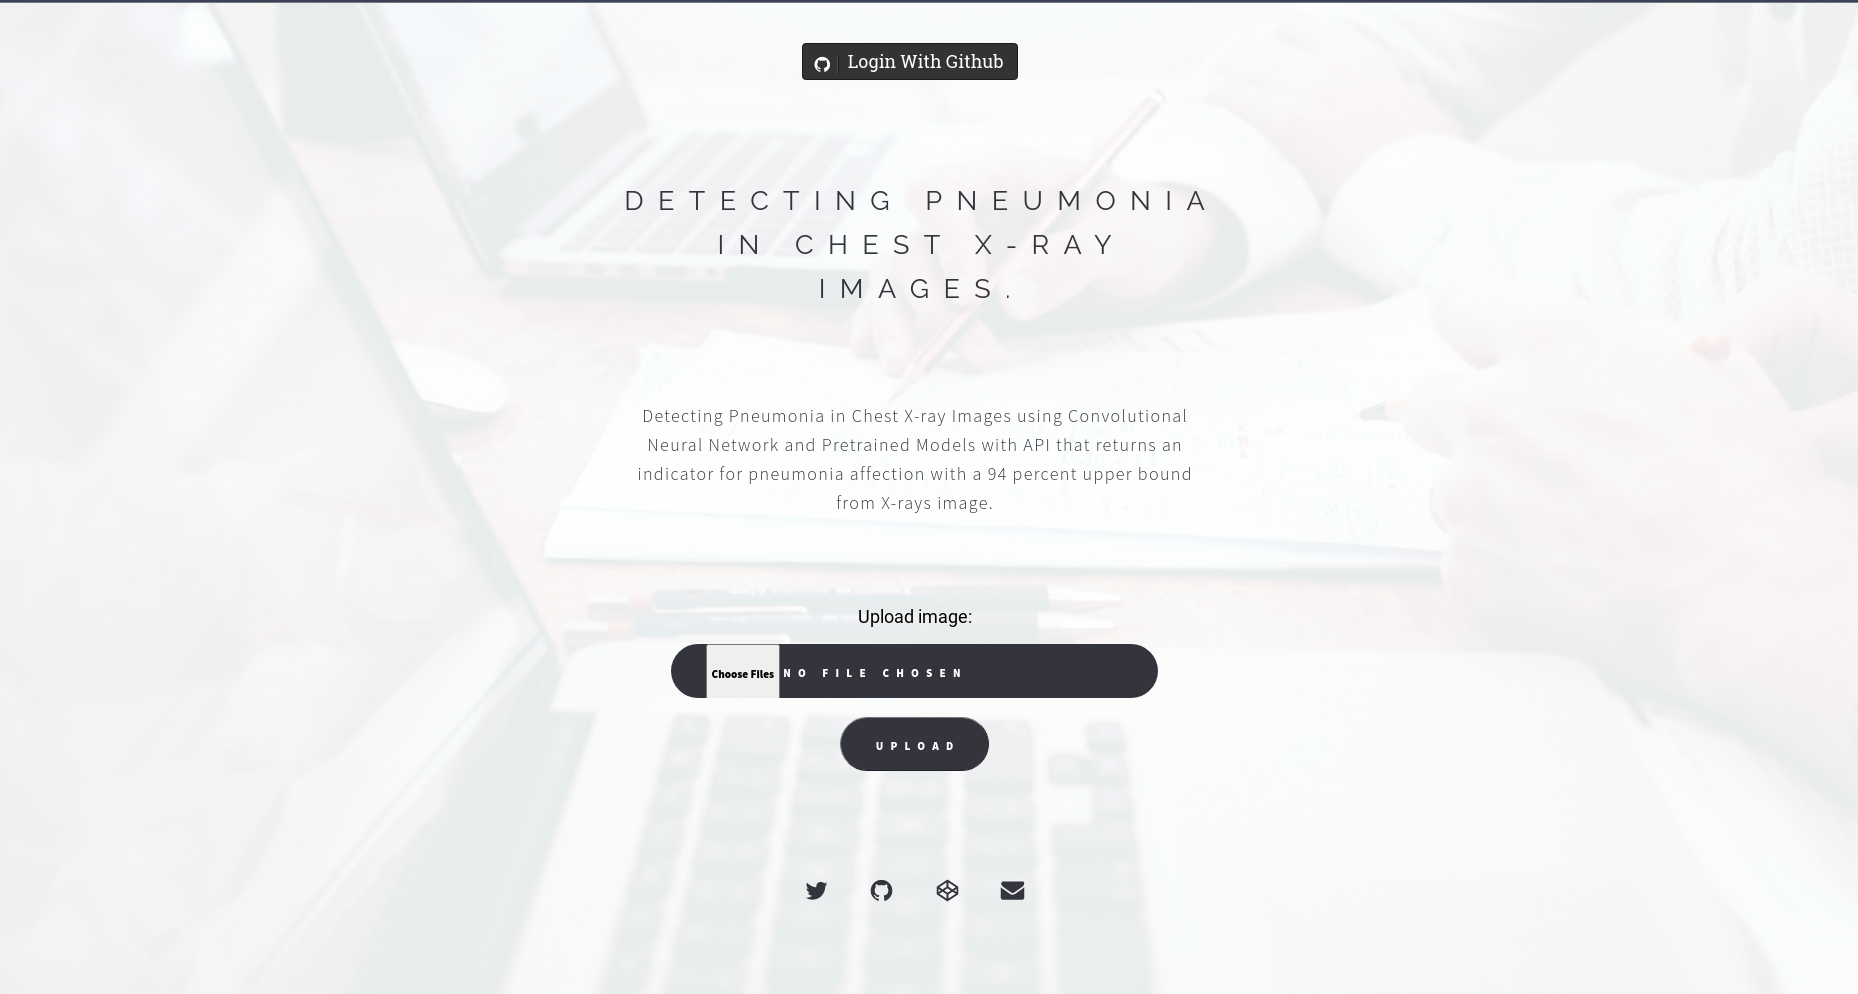 Login With Github
DETECTING PNEUMONIA
IN CHEST X-RAY
IMAGES.
Detecting Pneumonia in Chest X-ray Images using Convolutional
Neural Network and Pretrained Models with API that returns an
indicator for pneumonia affection with a 94 percent upper bound
from X-rays image.
Upload image:
Choose Files NO FILE CHOSEN
UPLOAD